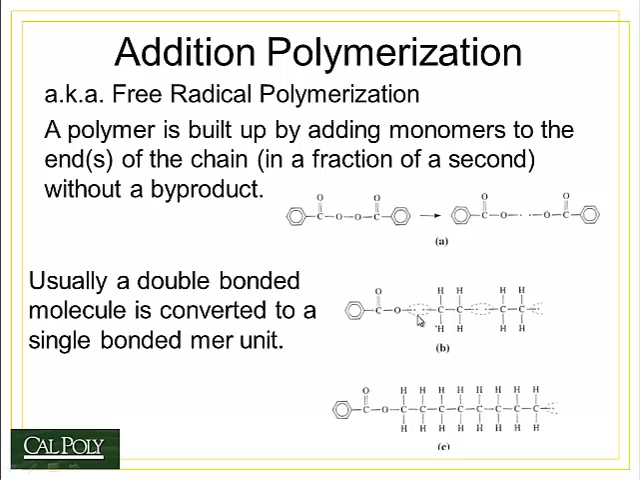 Addition Polymerization
a.k.a. Free Radical Polymerization
A polymer is built up by adding monomers to the
end(s) of the chain (in a fraction of a second)
without a byproduct.
O O O O
C—O—O—C → C—O—· ·—O—C
(a)
Usually a double bonded
molecule is converted to a
single bonded mer unit.
O H H H H
C—O— C—C C—C
H H H H
(b)
O H H H H H H H H
C—O—C—C—C—C—C—C—C—C
H H H H H H H H
(c)
CAL POLY